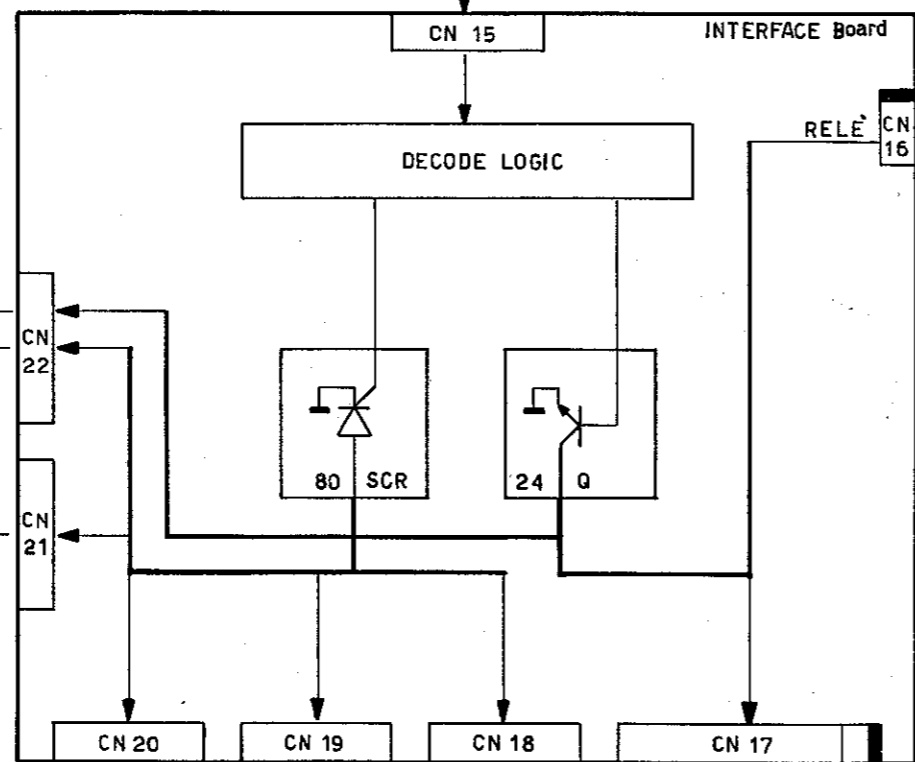 CN 15
INTERFACE Board
RELE`
CN
16
DECODE LOGIC
CN
22
80 SCR
24 Q
CN
21
CN 20
CN 19
CN 18
CN 17